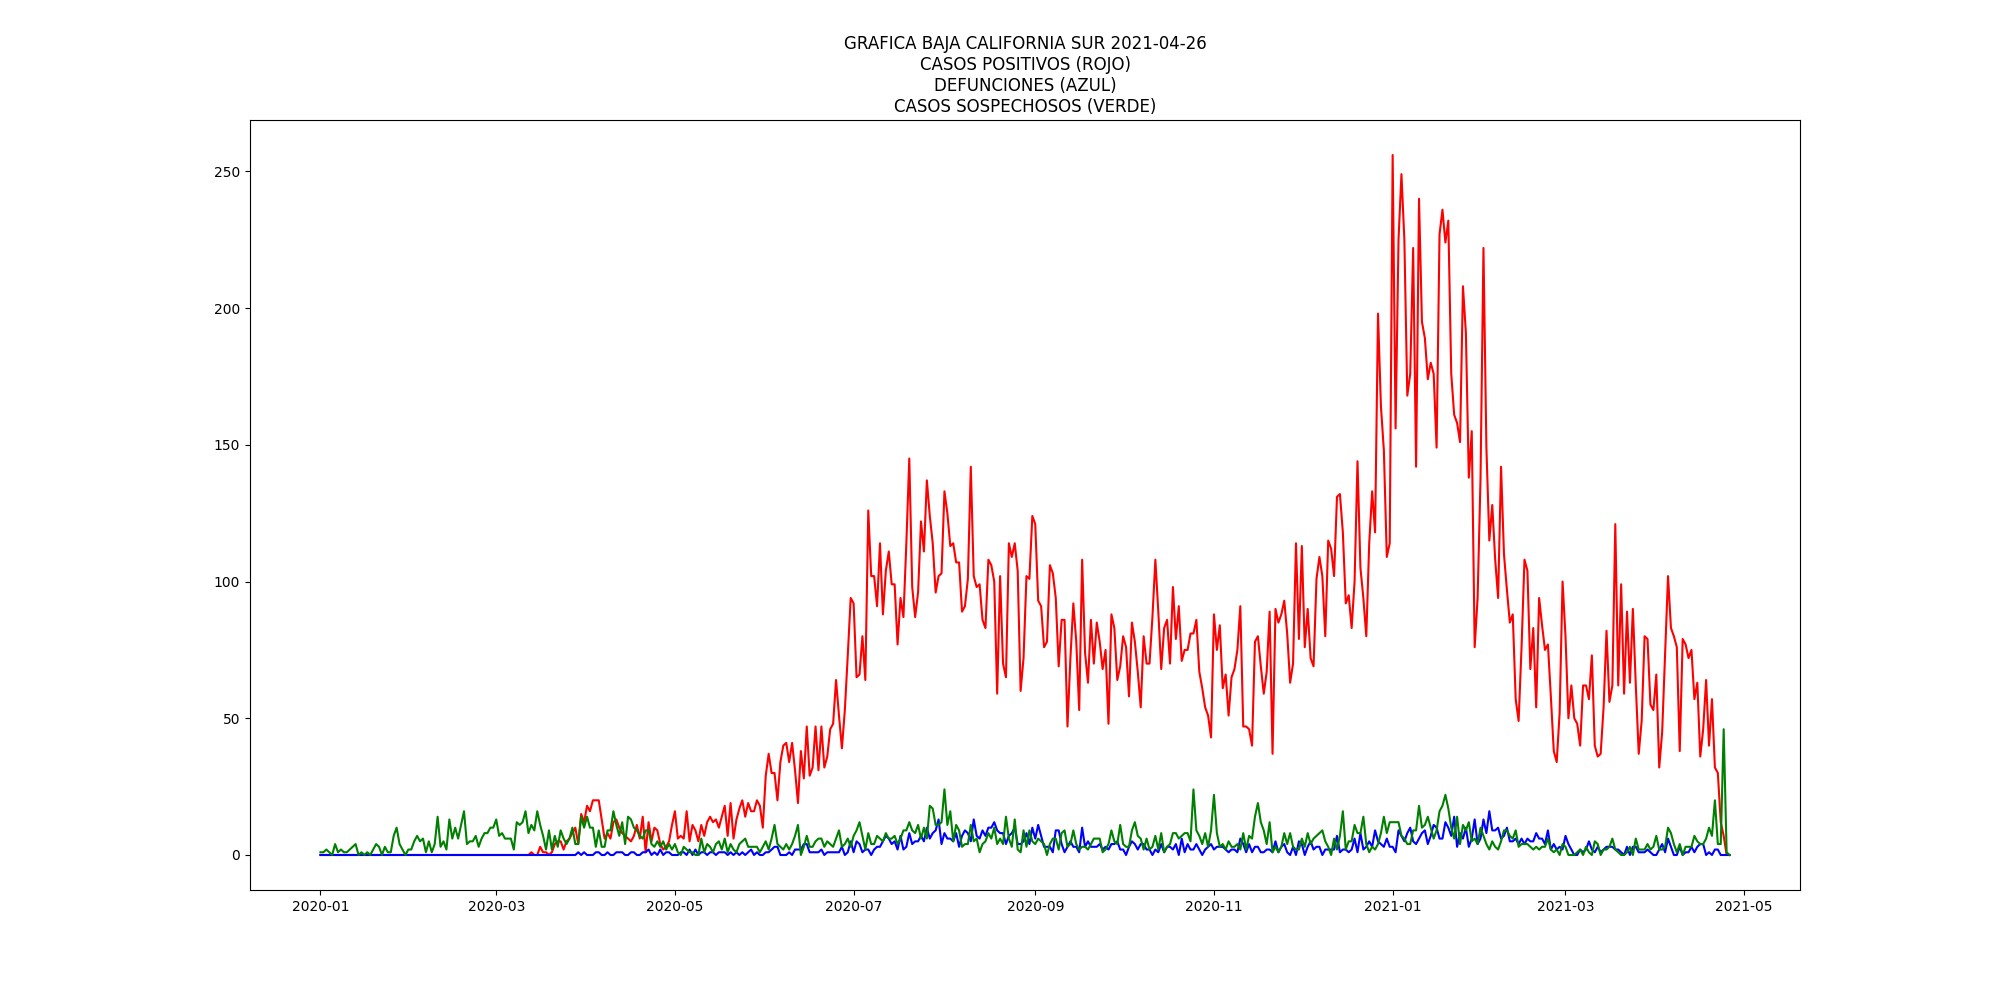 GRAFICA BAJA CALIFORNIA SUR 2021-04-26
CASOS POSITIVOS (ROJO)
DEFUNCIONES (AZUL)
CASOS SOSPECHOSOS (VERDE)
250
200
150
100
50
0
2020-01 2020-03 2020-05 2020-07 2020-09 2020-11 2021-01 2021-03 2021-05